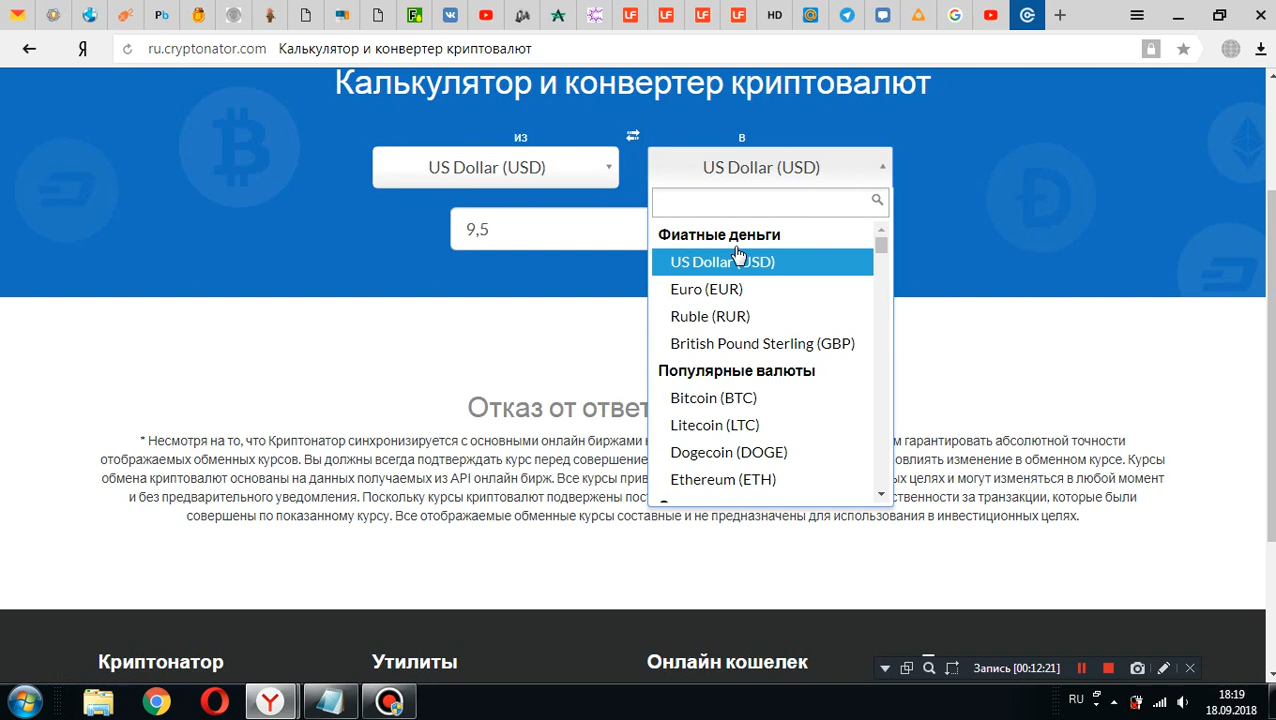 Pb
HD
Я
ru.cryptonator.com Калькулятор и конвертер криптовалют
Калькулятор и конвертер криптовалют
из
в
US Dollar (USD)
US Dollar (USD)
9,5
Фиатные деньги
US Dollar (USD)
Euro (EUR)
Ruble (RUR)
British Pound Sterling (GBP)
Популярные валюты
Bitcoin (BTC)
Litecoin (LTC)
Dogecoin (DOGE)
Ethereum (ETH)
Отказ от ответ
* Несмотря на то, что Криптонатор синхронизируется с основными онлайн биржами м гарантировать абсолютной точности
отображаемых обменных курсов. Вы должны всегда подтверждать курс перед совершение овлиять изменение в обменном курсе. Курсы
обмена криптовалют основаны на данных получаемых из API онлайн бирж. Все курсы прив целях и могут изменяться в любой момент
и без предварительного уведомления. Поскольку курсы криптовалют подвержены пост ственности за транзакции, которые были
совершены по показанному курсу. Все отображаемые обменные курсы составные и не предназначены для использования в инвестиционных целях.
Криптонатор
Утилиты
Онлайн кошелек
Запись [00:12:21]
RU
18:19
18.09.2018